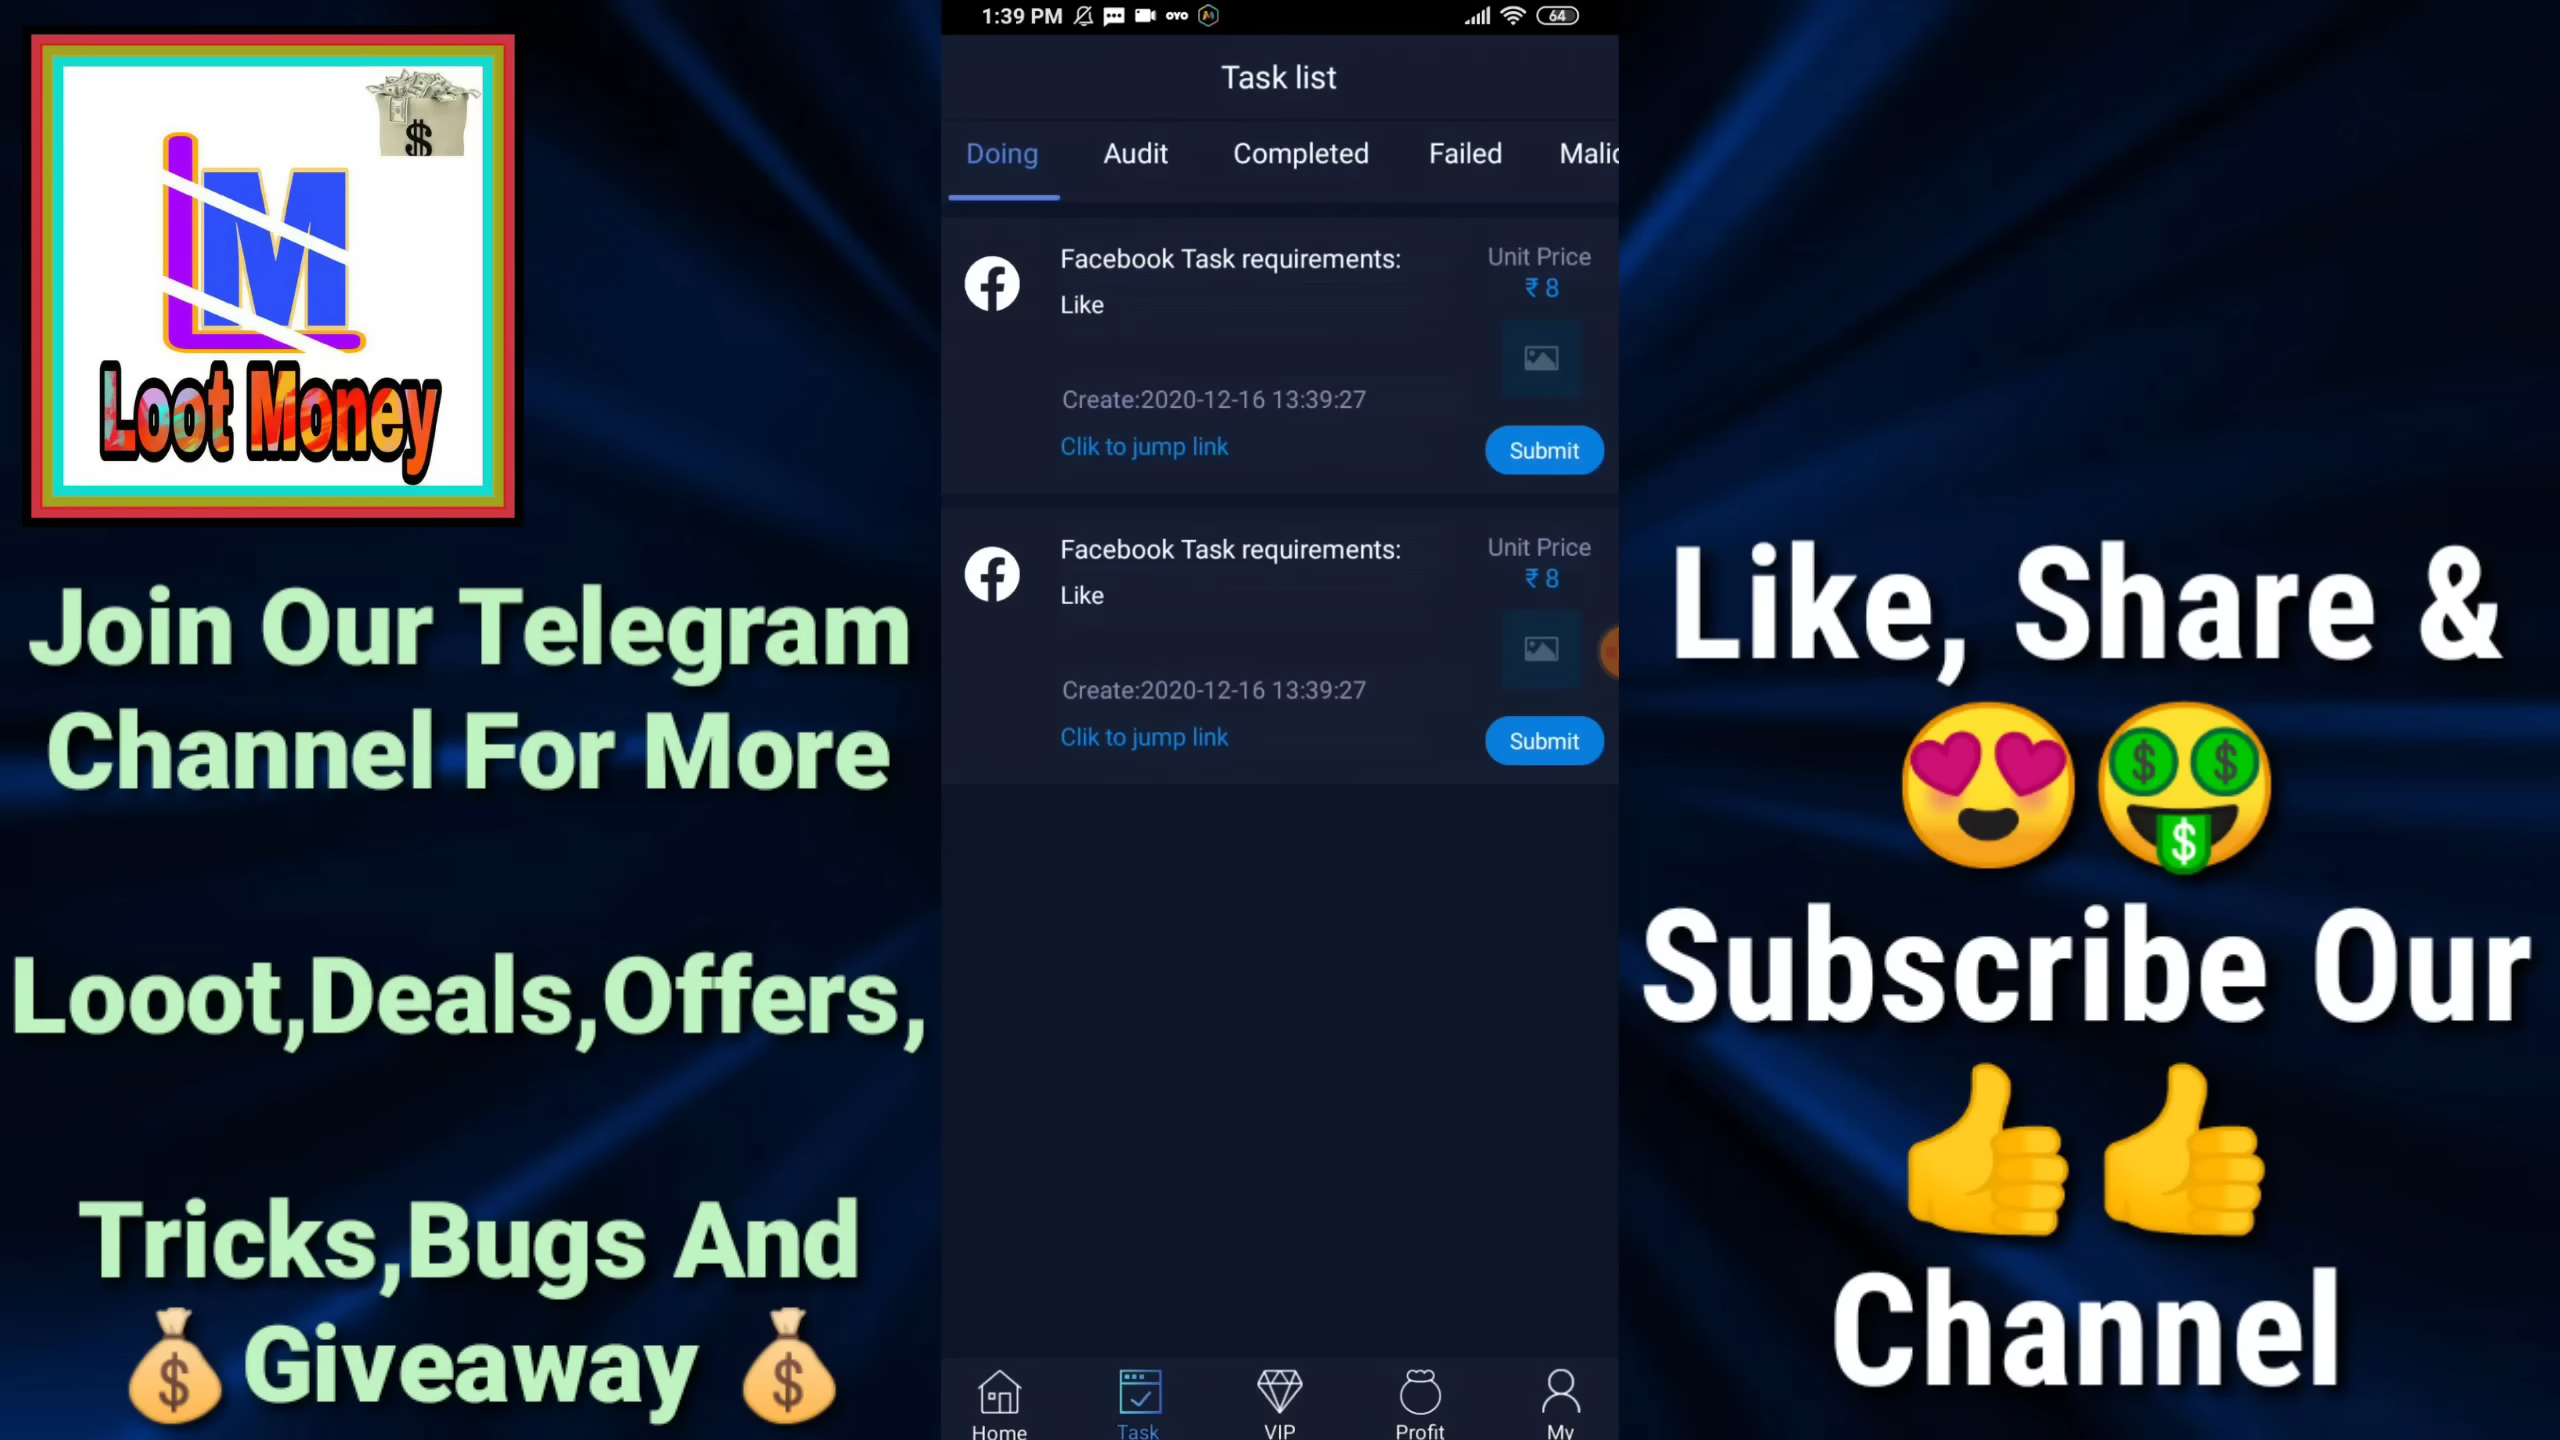 LM
Loot Money
Join Our Telegram
Channel For More
Looot,Deals,Offers,
Tricks,Bugs And
Giveaway
1:39 PM
OYO
64
Task list
Doing
Audit
Completed
Failed
Malic
Facebook Task requirements:
Unit Price
Like
₹ 8
Create:2020-12-16 13:39:27
Clik to jump link
Submit
Facebook Task requirements:
Unit Price
Like
₹ 8
Create:2020-12-16 13:39:27
Clik to jump link
Submit
Home
Task
VIP
Profit
My
Like, Share &
Subscribe Our
Channel